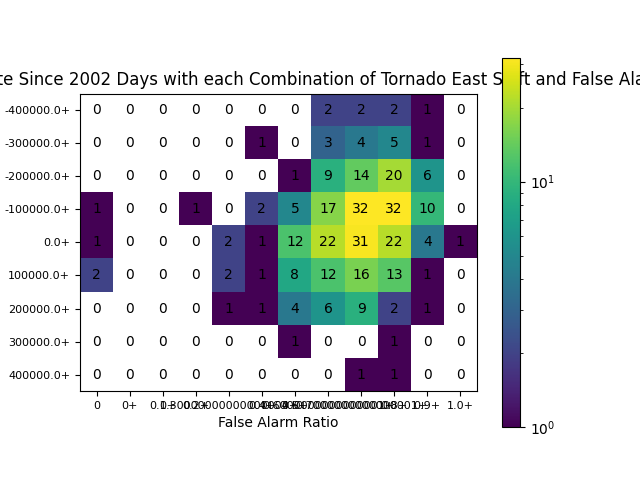 te Since 2002 Days with each Combination of Tornado East S ft and False Ala
-400000.0+ 0 0 0 0 0 0 0 2 2 2 1 0
-300000.0+ 0 0 0 0 0 1 0 3 4 5 1 0
-200000.0+ 0 0 0 0 0 0 1 9 14 20 6 0
-100000.0+ 1 0 0 1 0 2 5 17 32 32 10 0
0.0+ 1 0 0 0 2 1 12 22 31 22 4 1
100000.0+ 2 0 0 0 2 1 8 12 16 13 1 0
200000.0+ 0 0 0 0 1 1 4 6 9 2 1 0
300000.0+ 0 0 0 0 0 0 1 0 0 1 0 0
400000.0+ 0 0 0 0 0 0 0 0 1 1 0 0
0 0+ 1.0+
False Alarm Ratio
10^1
10^0